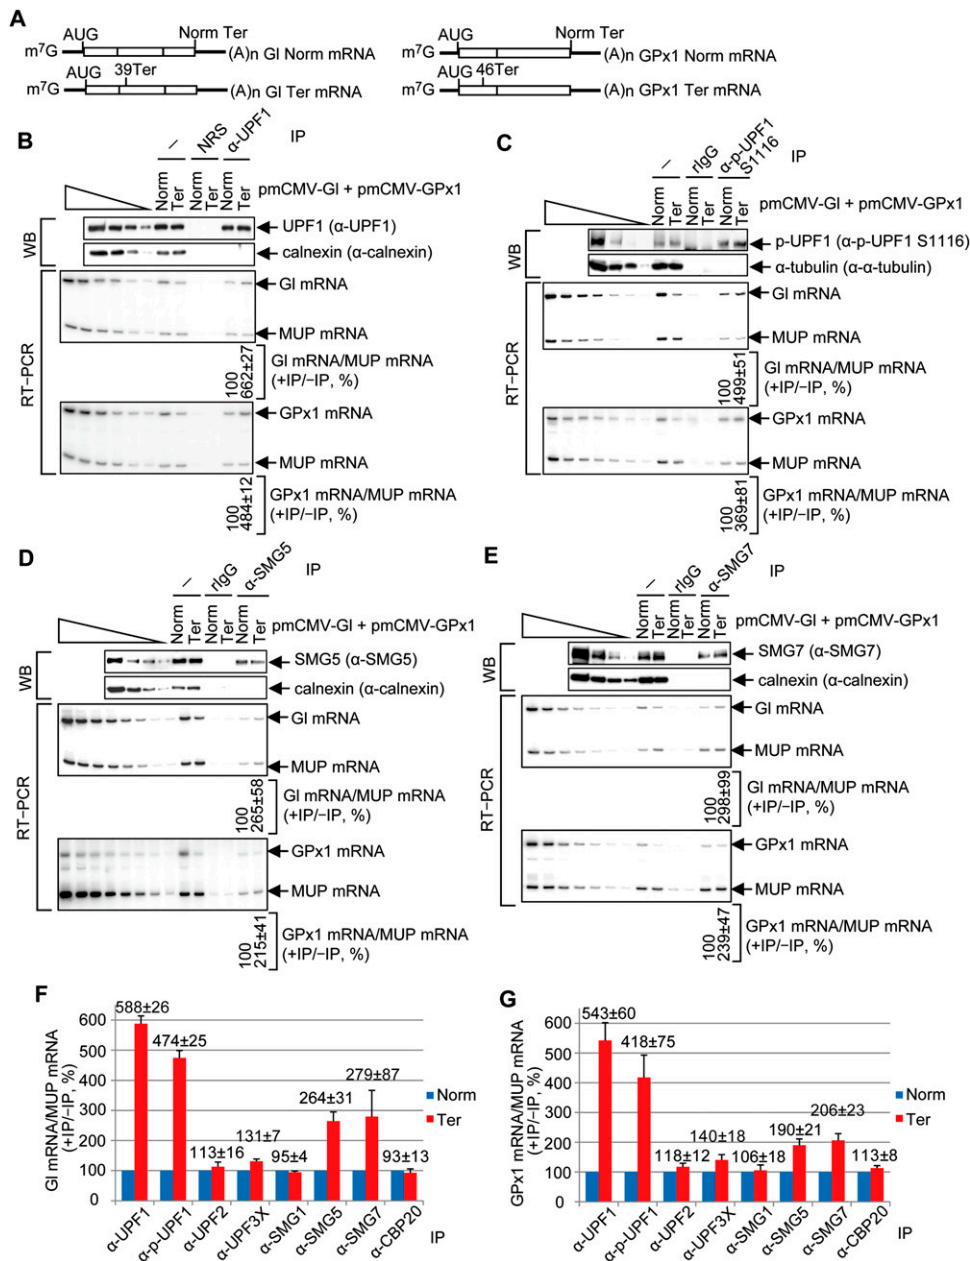 A
AUG Norm Ter
m⁷G (A)n Gl Norm mRNA
AUG 39Ter
m⁷G (A)n Gl Ter mRNA
AUG Norm Ter
m⁷G (A)n GPx1 Norm mRNA
AUG 46Ter
m⁷G (A)n GPx1 Ter mRNA
B
– NRS α-UPF1 IP
Norm Ter Norm Ter Norm Ter pmCMV-Gl + pmCMV-GPx1
WB
UPF1 (α-UPF1)
calnexin (α-calnexin)
RT–PCR
Gl mRNA
MUP mRNA
100 662±27
Gl mRNA/MUP mRNA
(+IP/−IP, %)
GPx1 mRNA
MUP mRNA
100 484±12
GPx1 mRNA/MUP mRNA
(+IP/−IP, %)
C
– rIgG α-p-UPF1 S1116 IP
Norm Ter Norm Ter Norm Ter pmCMV-Gl + pmCMV-GPx1
WB
p-UPF1 (α-p-UPF1 S1116)
α-tubulin (α-α-tubulin)
RT–PCR
Gl mRNA
MUP mRNA
100 499±51
Gl mRNA/MUP mRNA
(+IP/−IP, %)
GPx1 mRNA
MUP mRNA
100 369±81
GPx1 mRNA/MUP mRNA
(+IP/−IP, %)
D
– rIgG α-SMG5 IP
Norm Ter Norm Ter Norm Ter pmCMV-Gl + pmCMV-GPx1
WB
SMG5 (α-SMG5)
calnexin (α-calnexin)
RT–PCR
Gl mRNA
MUP mRNA
100 265±58
Gl mRNA/MUP mRNA
(+IP/−IP, %)
GPx1 mRNA
MUP mRNA
100 215±41
GPx1 mRNA/MUP mRNA
(+IP/−IP, %)
E
– rIgG α-SMG7 IP
Norm Ter Norm Ter Norm Ter pmCMV-Gl + pmCMV-GPx1
WB
SMG7 (α-SMG7)
calnexin (α-calnexin)
RT–PCR
Gl mRNA
MUP mRNA
100 298±99
Gl mRNA/MUP mRNA
(+IP/−IP, %)
GPx1 mRNA
MUP mRNA
100 239±47
GPx1 mRNA/MUP mRNA
(+IP/−IP, %)
F
Gl mRNA/MUP mRNA
(+IP/−IP, %)
600
500
400
300
200
100
0
588±26
474±25
113±16
131±7
95±4
264±31
279±87
93±13
Norm
Ter
α-UPF1 α-p-UPF1 α-UPF2 α-UPF3X α-SMG1 α-SMG5 α-SMG7 α-CBP20 IP
G
GPx1 mRNA/MUP mRNA
(+IP/−IP, %)
600
500
400
300
200
100
0
543±60
418±75
118±12
140±18
106±18
190±21
206±23
113±8
Norm
Ter
α-UPF1 α-p-UPF1 α-UPF2 α-UPF3X α-SMG1 α-SMG5 α-SMG7 α-CBP20 IP